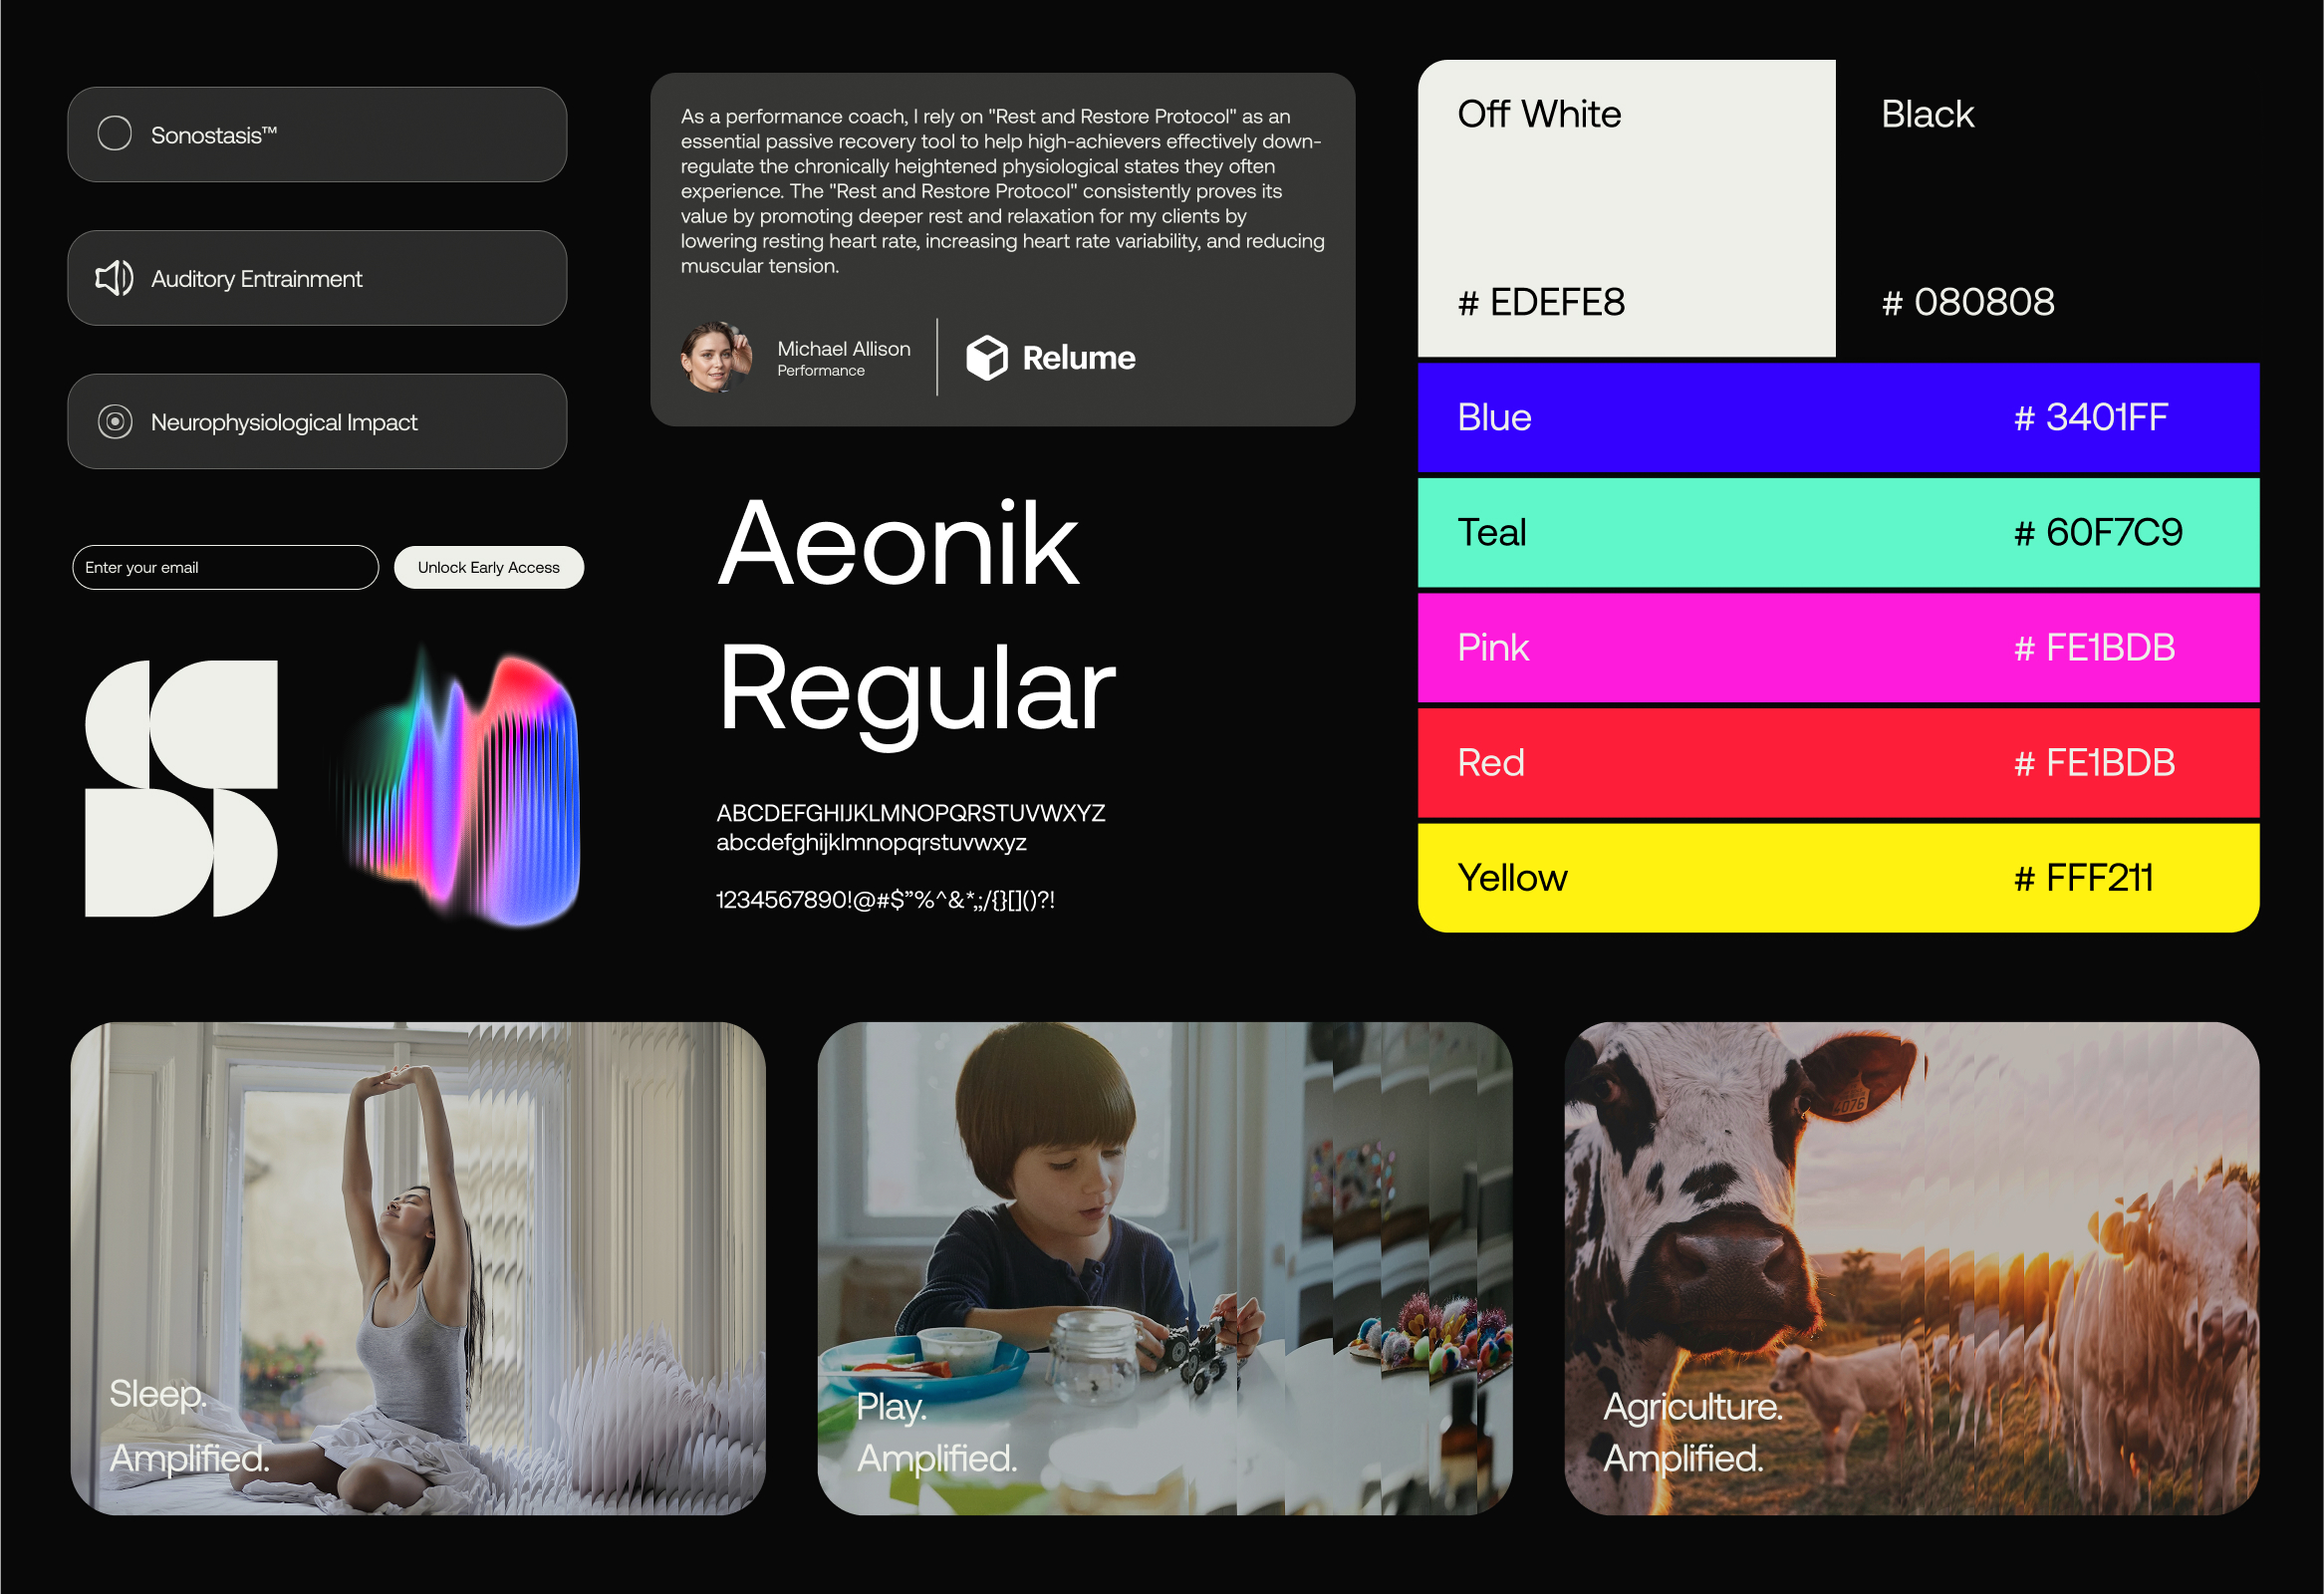 Sonostasis™
Auditory Entrainment
Neurophysiological Impact
Enter your email
Unlock Early Access
As a performance coach, I rely on "Rest and Restore Protocol" as an
essential passive recovery tool to help high-achievers effectively down-
regulate the chronically heightened physiological states they often
experience. The "Rest and Restore Protocol" consistently proves its
value by promoting deeper rest and relaxation for my clients by
lowering resting heart rate, increasing heart rate variability, and reducing
muscular tension.
Michael Allison
Performance
Relume
Aeonik
Regular
ABCDEFGHIJKLMNOPQRSTUVWXYZ
abcdefghijklmnopqrstuvwxyz
1234567890!@#$”%^&*,;/{}[]()?!
Off White
# EDEFE8
Black
# 080808
Blue # 3401FF
Teal # 60F7C9
Pink # FE1BDB
Red # FE1BDB
Yellow # FFF211
Sleep.
Amplified.
Play.
Amplified.
4076
Agriculture.
Amplified.